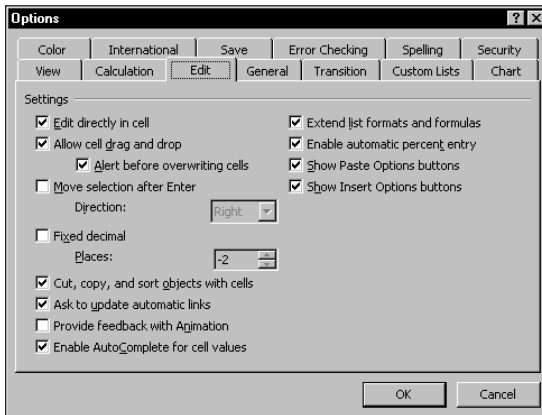 Options
Color International Save Error Checking Spelling Security
View Calculation Edit General Transition Custom Lists Chart
Settings
Edit directly in cell
Allow cell drag and drop
Alert before overwriting cells
Move selection after Enter
Direction: Right
Fixed decimal
Places: -2
Cut, copy, and sort objects with cells
Ask to update automatic links
Provide feedback with Animation
Enable AutoComplete for cell values
Extend list formats and formulas
Enable automatic percent entry
Show Paste Options buttons
Show Insert Options buttons
OK Cancel